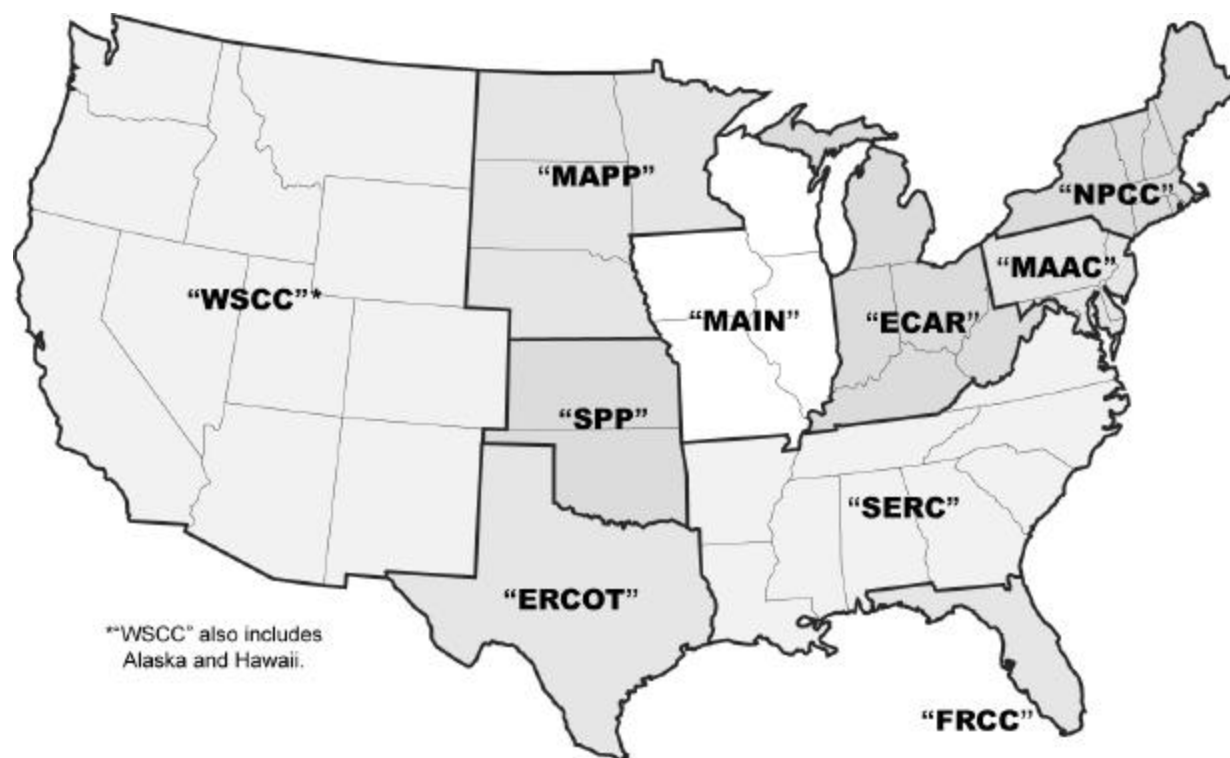 “MAPP”
“NPCC”
“MAAC”
“WSCC”*
“MAIN”
“ECAR”
“SPP”
“SERC”
“ERCOT”
*“WSCC” also includes
Alaska and Hawaii.
“FRCC”